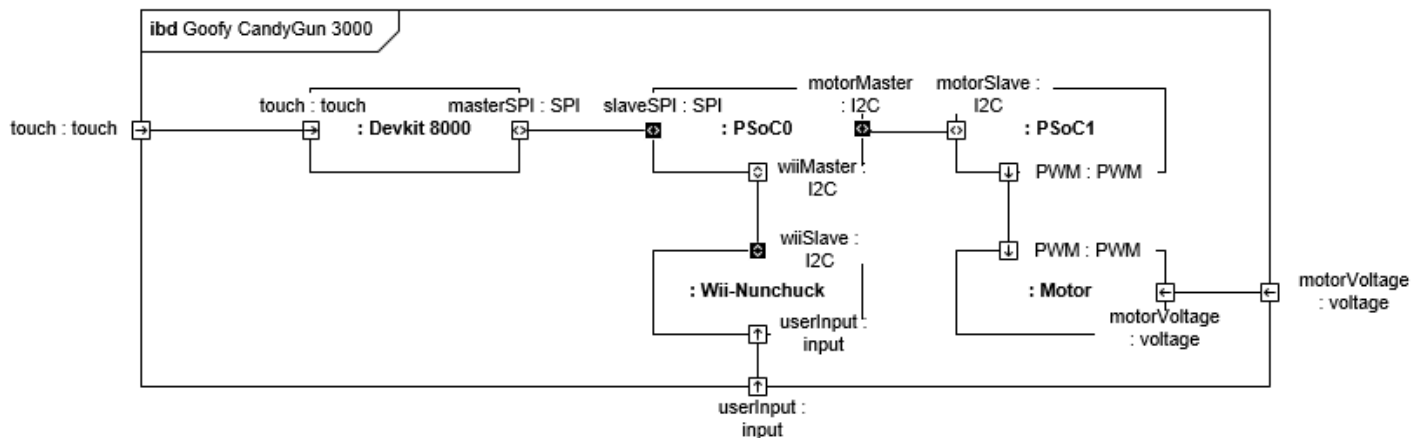 ibd Goofy CandyGun 3000
touch : touch
touch : touch
masterSPI : SPI
slaveSPI : SPI
motorMaster
: I2C
motorSlave :
I2C
: Devkit 8000
: PSoC0
: PSoC1
wiiMaster :
I2C
PWM : PWM
wiiSlave :
I2C
PWM : PWM
: Wii-Nunchuck
: Motor
motorVoltage
: voltage
motorVoltage
: voltage
userInput :
input
userInput :
input